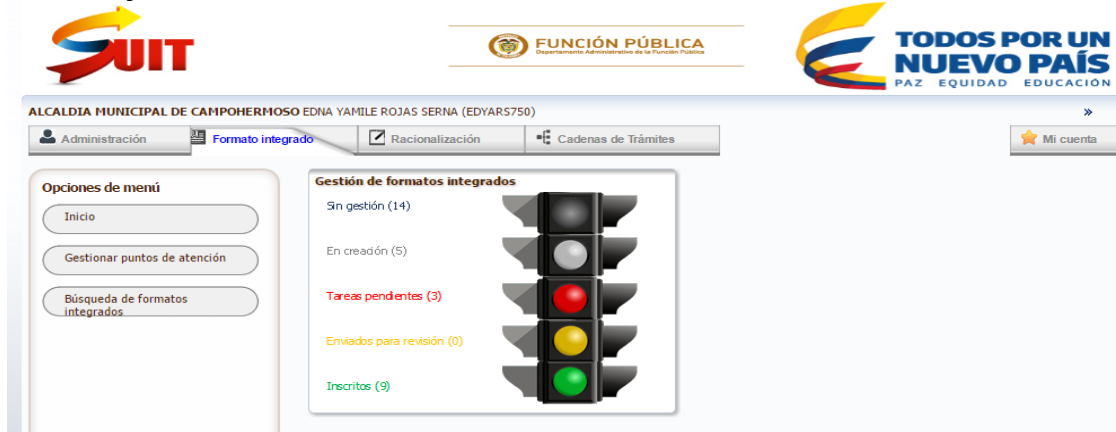 SUIT
FUNCIÓN PÚBLICA
Departamento Administrativo de la Función Pública
TODOS POR UN
NUEVO PAÍS
PAZ EQUIDAD EDUCACIÓN
ALCALDIA MUNICIPAL DE CAMPOHERMOSO EDNA YAMILE ROJAS SERNA (EDYARS750) »
Administración Formato integrado Racionalización Cadenas de Trámites Mi cuenta
Opciones de menú
Inicio
Gestionar puntos de atención
Búsqueda de formatos
integrados
Gestión de formatos integrados
Sin gestión (14)
En creación (5)
Tareas pendientes (3)
Enviados para revisión (0)
Inscritos (9)